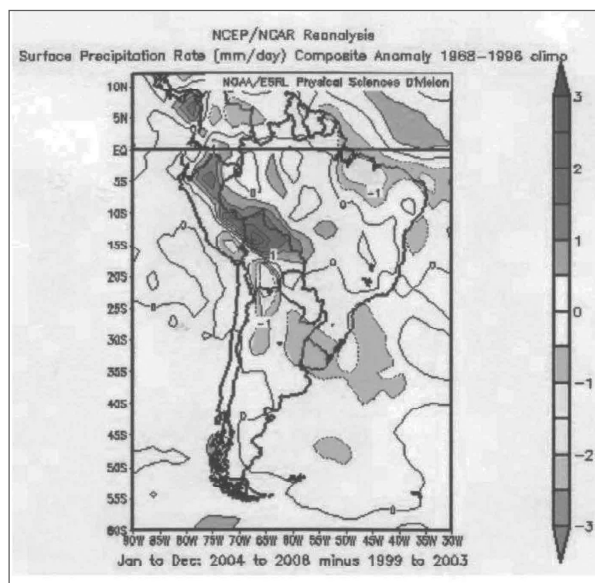 NCEP/NCAR Reanalysis
Surface Precipitation Rate (mm/day) Composite Anomaly 1968-1996 climo
NOAA/ESRL Physical Sciences Division
10N
5N
EQ
5S
10S
15S
20S
25S
30S
35S
40S
45S
50S
55S
60S
90W 85W 80W 75W 70W 65W 60W 55W 50W 45W 40W 35W 30W
3
2
1
0
-1
-2
-3
Jan to Dec: 2004 to 2008 minus 1999 to 2003